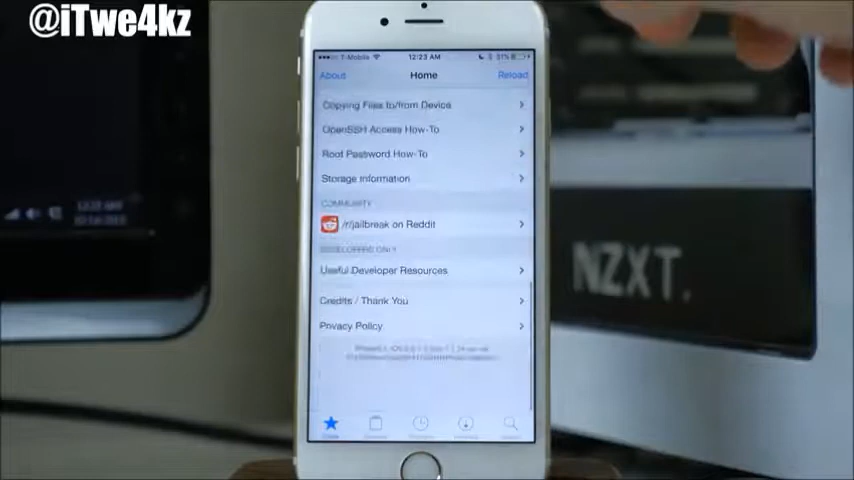 @iTwe4kz
T-Mobile 12:23 AM 51%
About Home Reload
Copying Files to/from Device
OpenSSH Access How-To
Root Password How-To
Storage Information
COMMUNITY
/r/jailbreak on Reddit
DEVELOPERS ONLY
Useful Developer Resources
Credits / Thank You
Privacy Policy
NZXT.